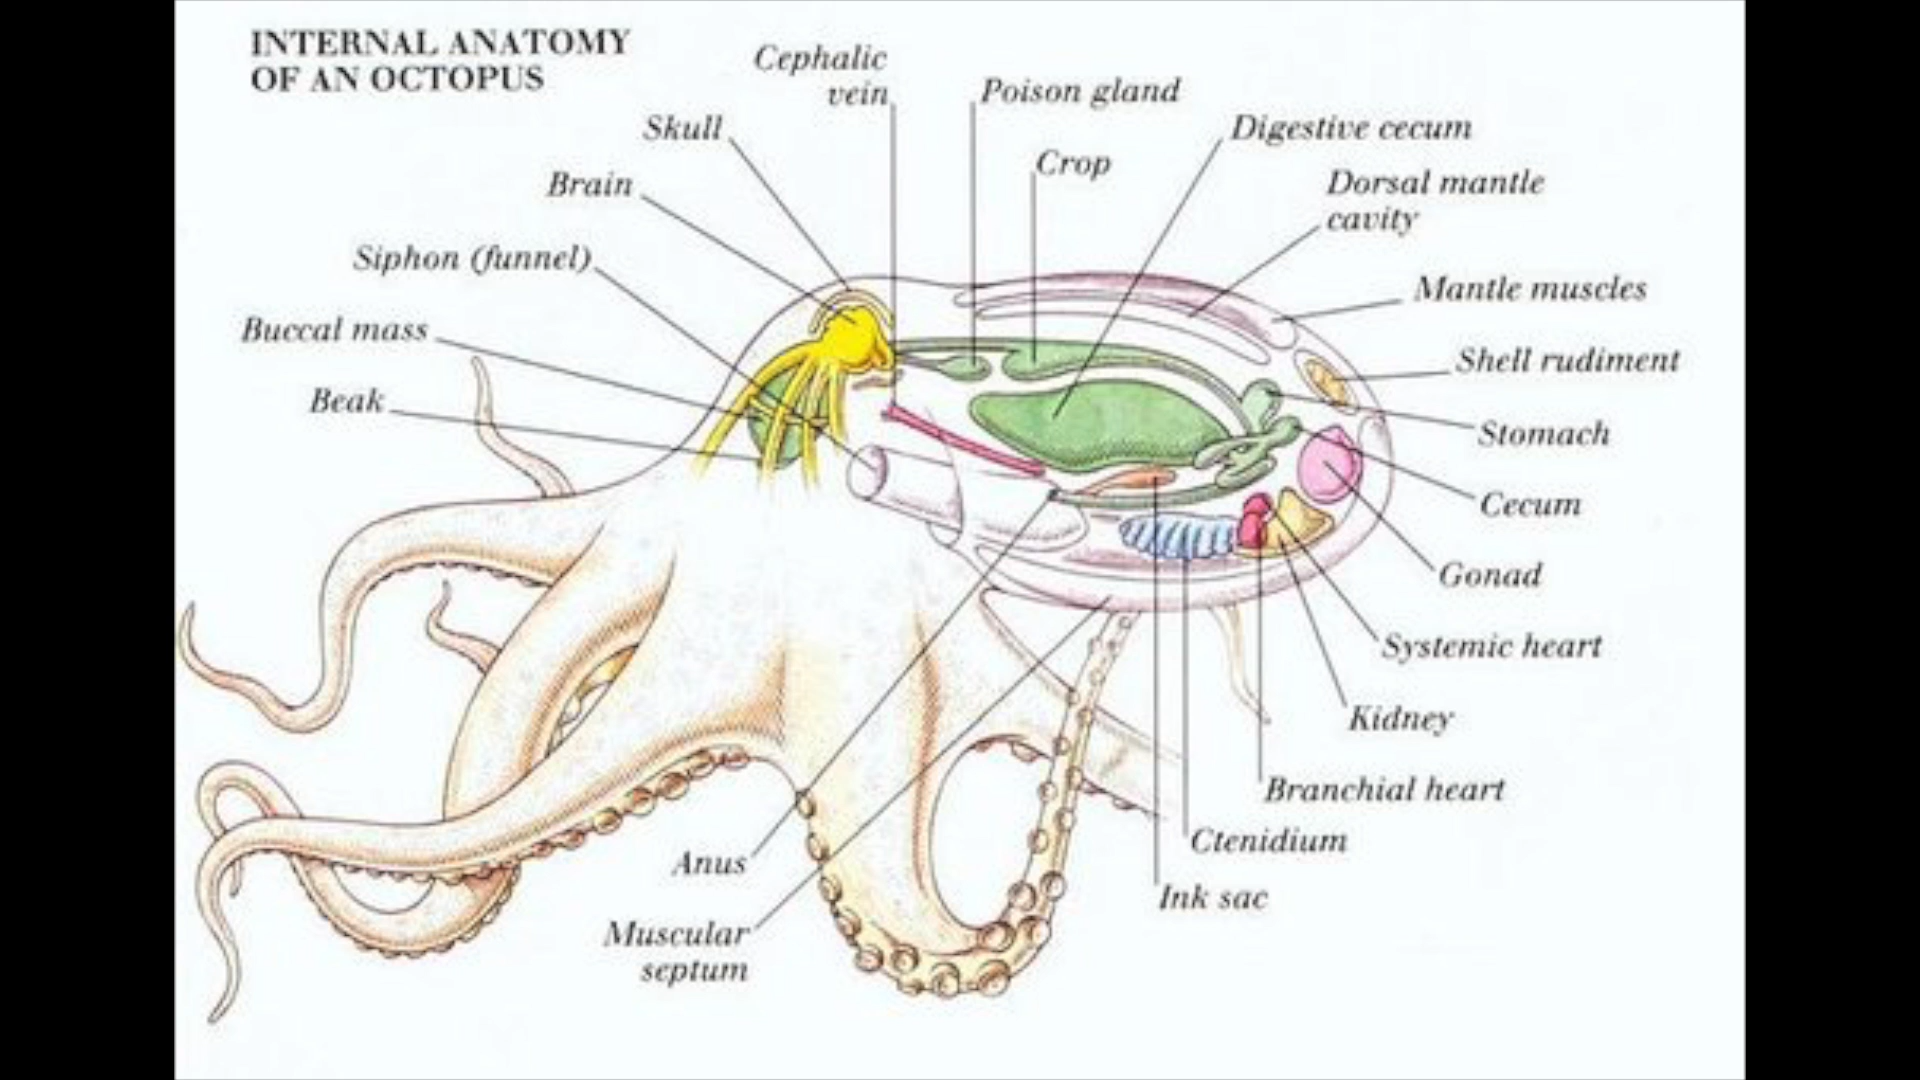 INTERNAL ANATOMY
OF AN OCTOPUS
Cephalic
vein
Poison gland
Skull
Digestive cecum
Crop
Brain
Dorsal mantle
cavity
Siphon (funnel)
Mantle muscles
Buccal mass
Shell rudiment
Beak
Stomach
Cecum
Gonad
Systemic heart
Kidney
Branchial heart
Ctenidium
Anus
Ink sac
Muscular
septum